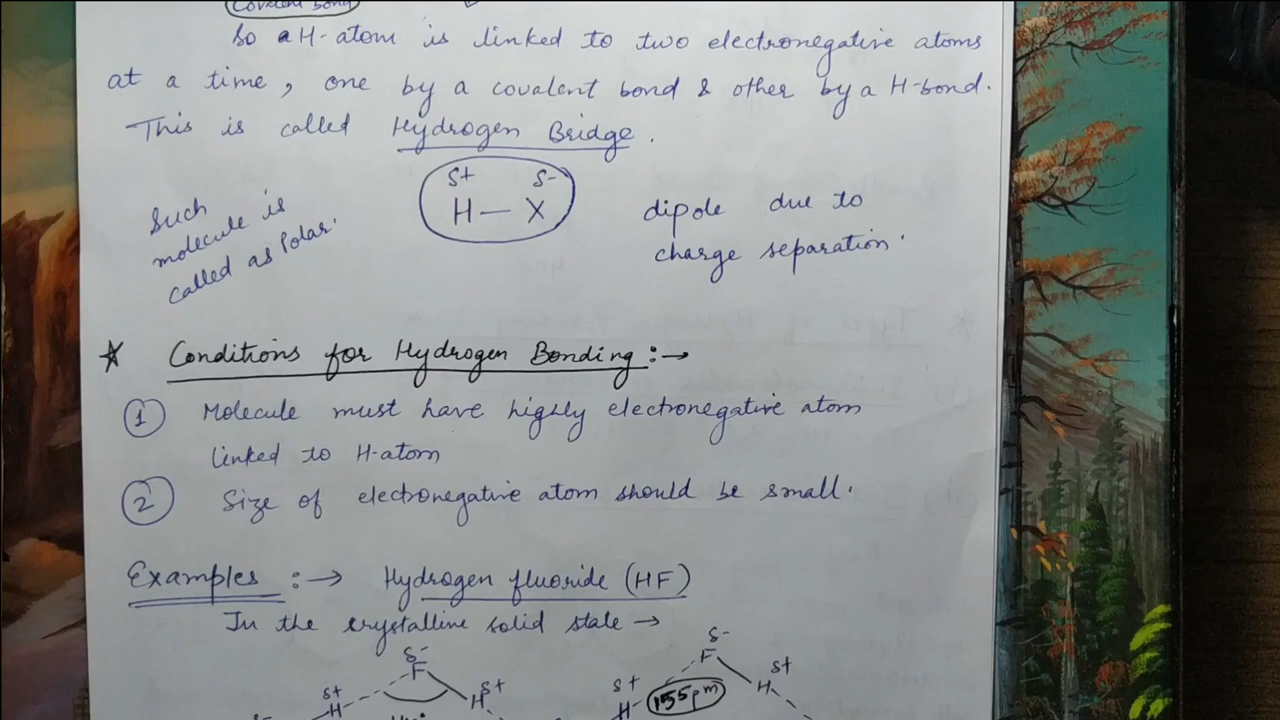 Covalent bond
So a H-atom is linked to two electronegative atoms
at a time, one by a covalent bond & other by a H-bond.
This is called Hydrogen Bridge.
Such
molecule is
called as Polar.
δ+ δ-
H — X
dipole due to
charge separation.
☆ Conditions for Hydrogen Bonding :→
① Molecule must have highly electronegative atom
linked to H-atom
② Size of electronegative atom should be small.
Examples :→ Hydrogen fluoride (HF)
In the crystalline solid state →
δ- δ-
F F
δ+ δ+ δ+ δ+
H H H 155pm H